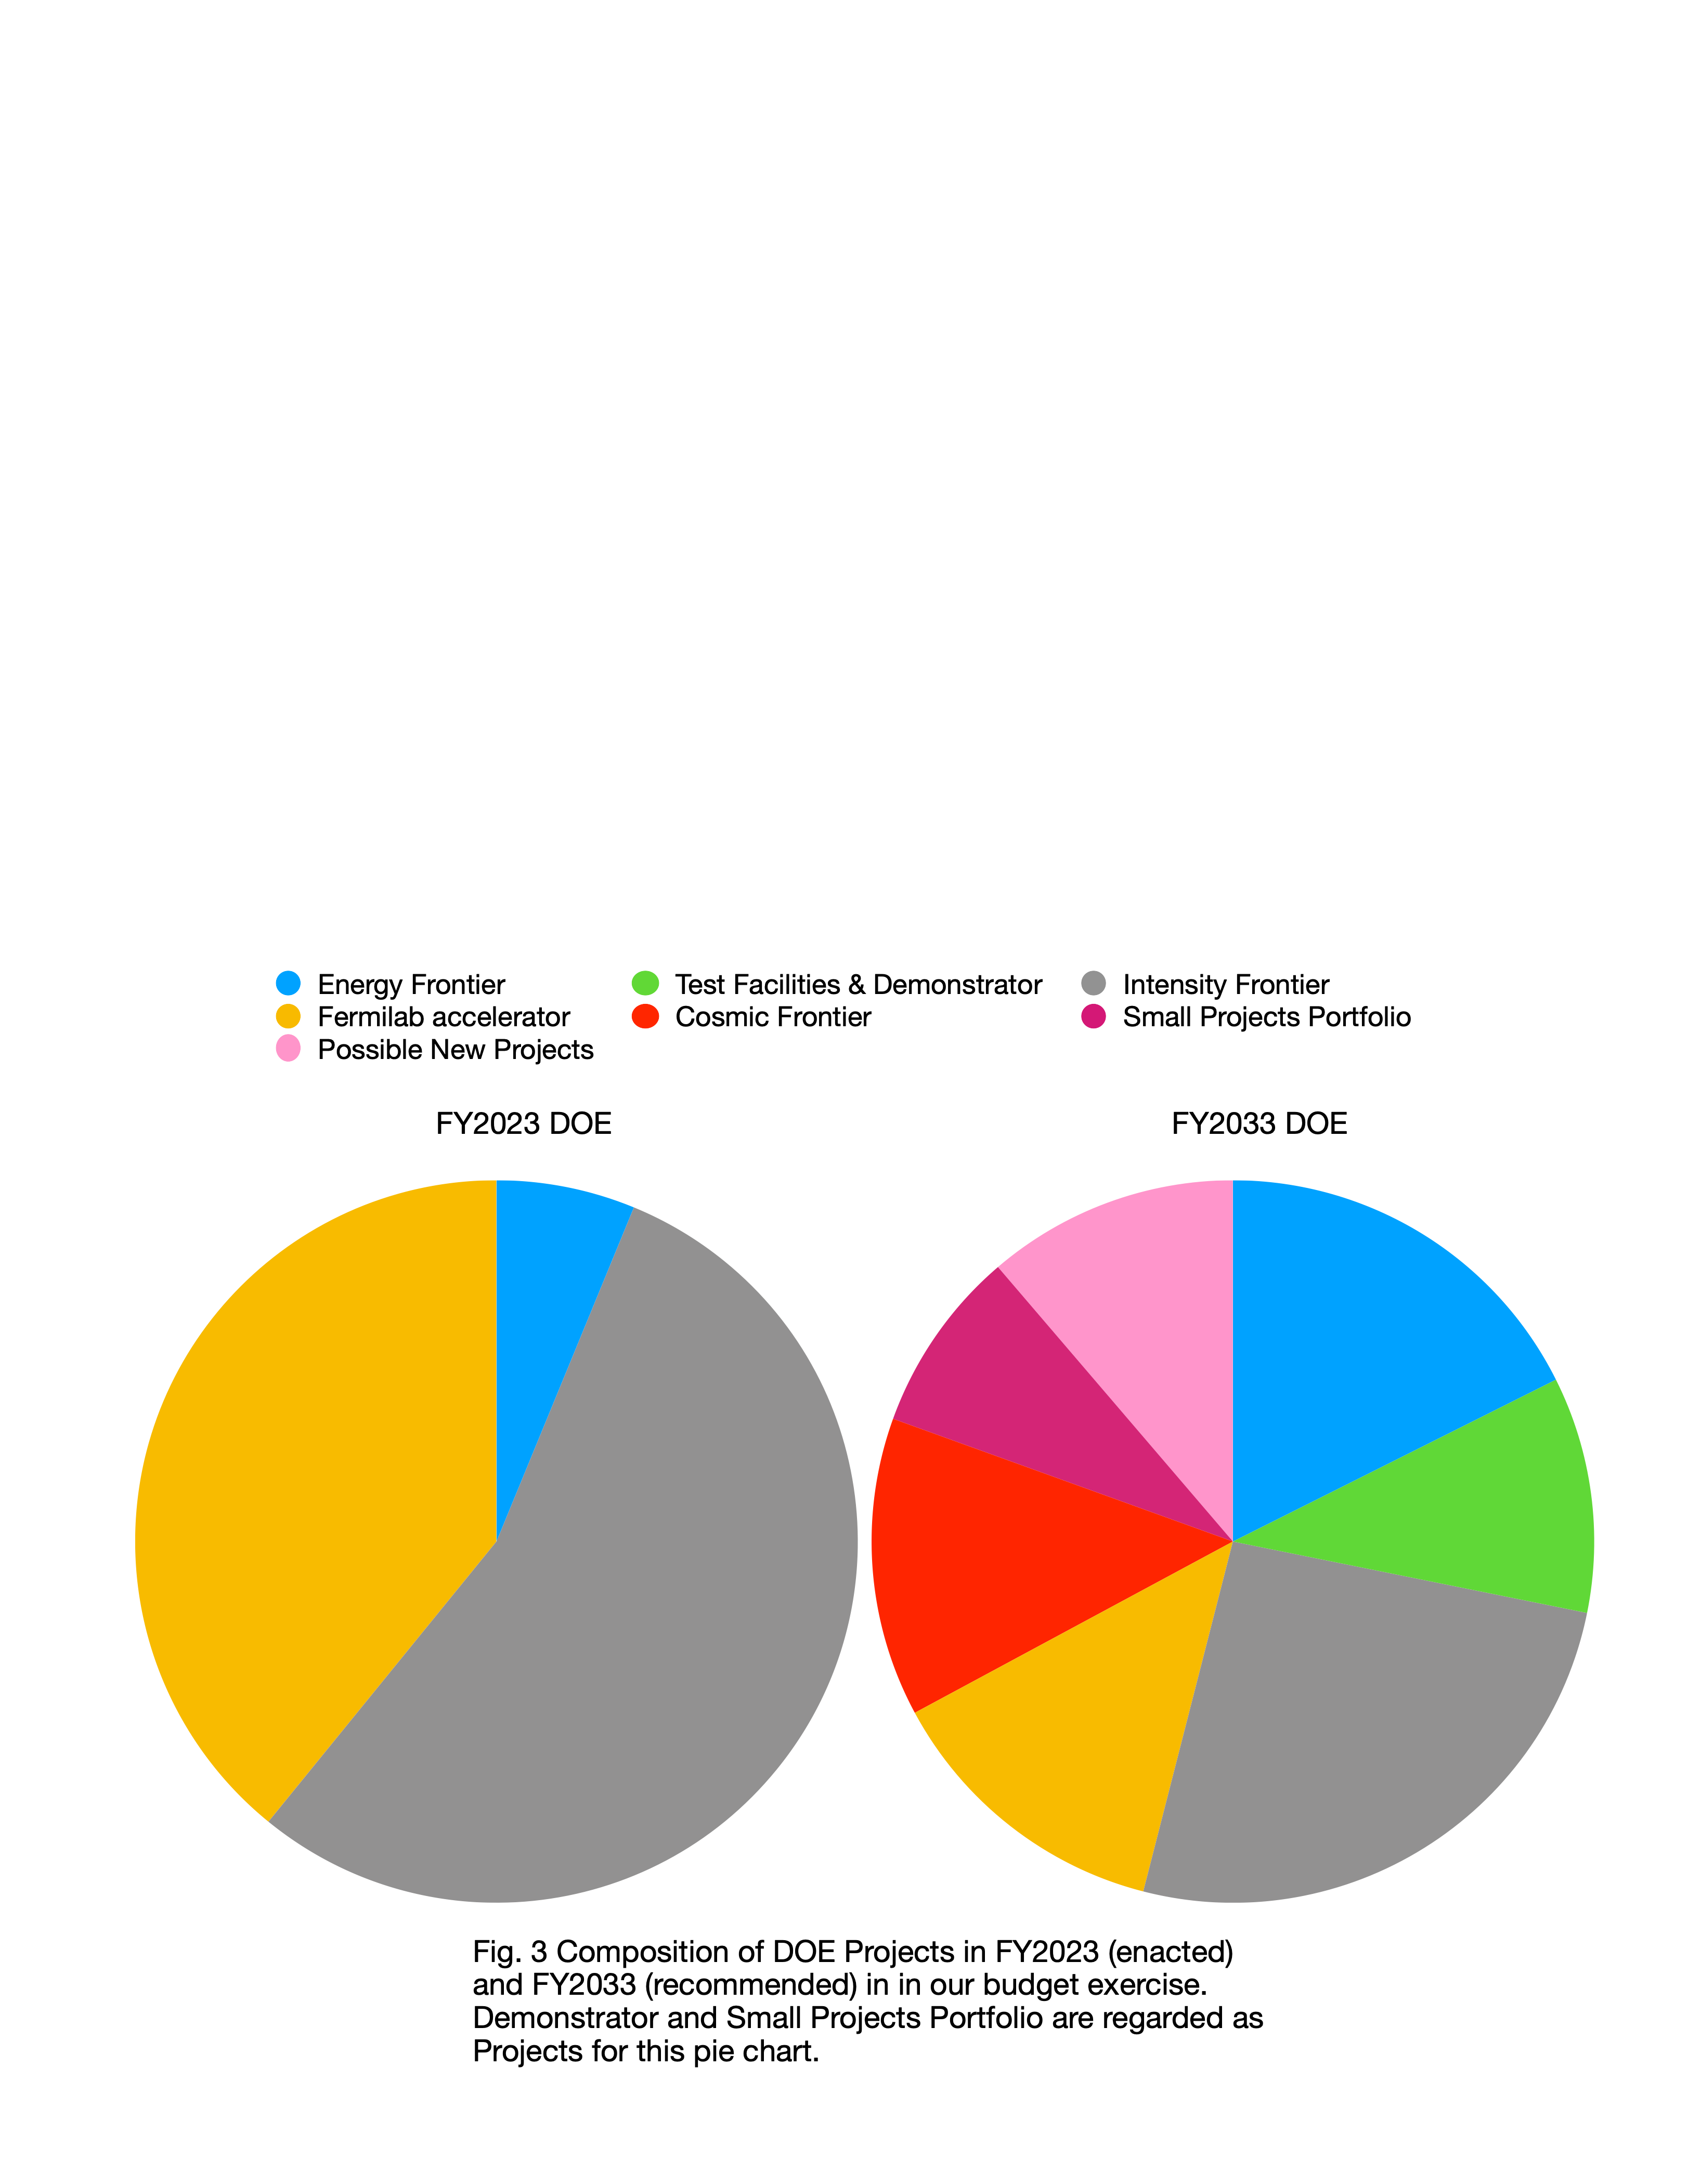 Energy Frontier
Test Facilities & Demonstrator
Intensity Frontier
Fermilab accelerator
Cosmic Frontier
Small Projects Portfolio
Possible New Projects
FY2023 DOE
FY2033 DOE
Fig. 3 Composition of DOE Projects in FY2023 (enacted)
and FY2033 (recommended) in in our budget exercise.
Demonstrator and Small Projects Portfolio are regarded as
Projects for this pie chart.